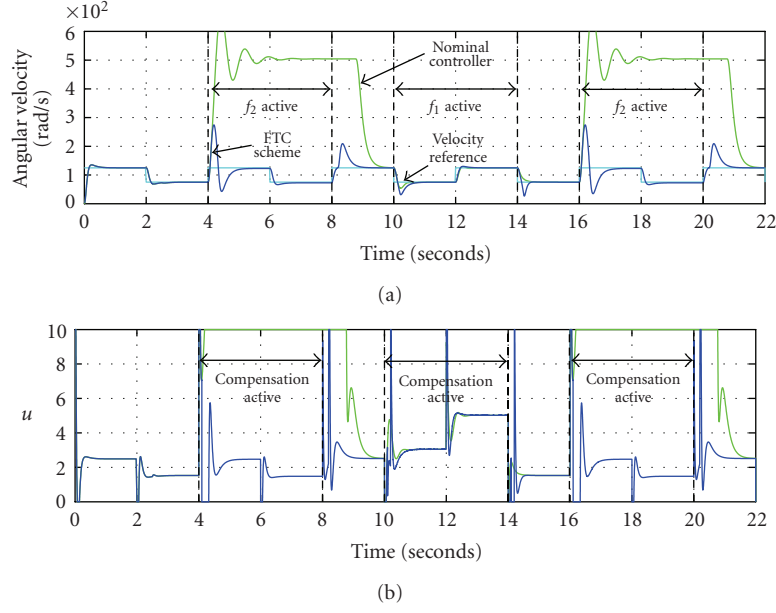 ×10²
6
5
4
3
2
1
0
Angular velocity
(rad/s)
Nominal
controller
f₂ active
f₁ active
f₂ active
FTC
scheme
Velocity
reference
0 2 4 6 8 10 12 14 16 18 20 22
Time (seconds)
(a)
10
8
6
4
2
0
u
Compensation
active
Compensation
active
Compensation
active
0 2 4 6 8 10 12 14 16 18 20 22
Time (seconds)
(b)